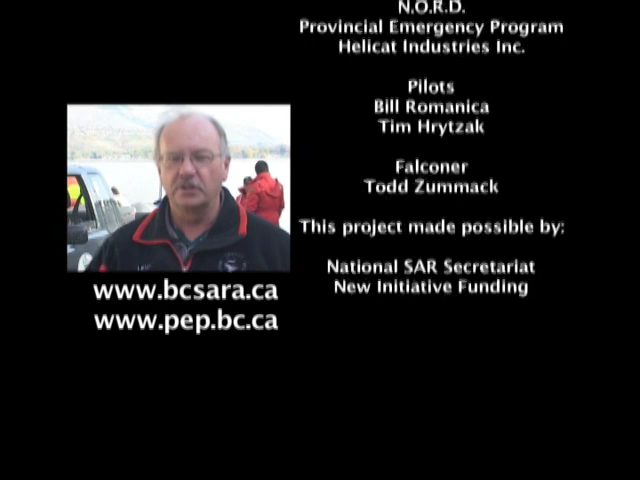 N.O.R.D.
Provincial Emergency Program
Helicat Industries Inc.
Pilots
Bill Romanica
Tim Hrytzak
Falconer
Todd Zummack
This project made possible by:
National SAR Secretariat
New Initiative Funding
www.bcsara.ca
www.pep.bc.ca